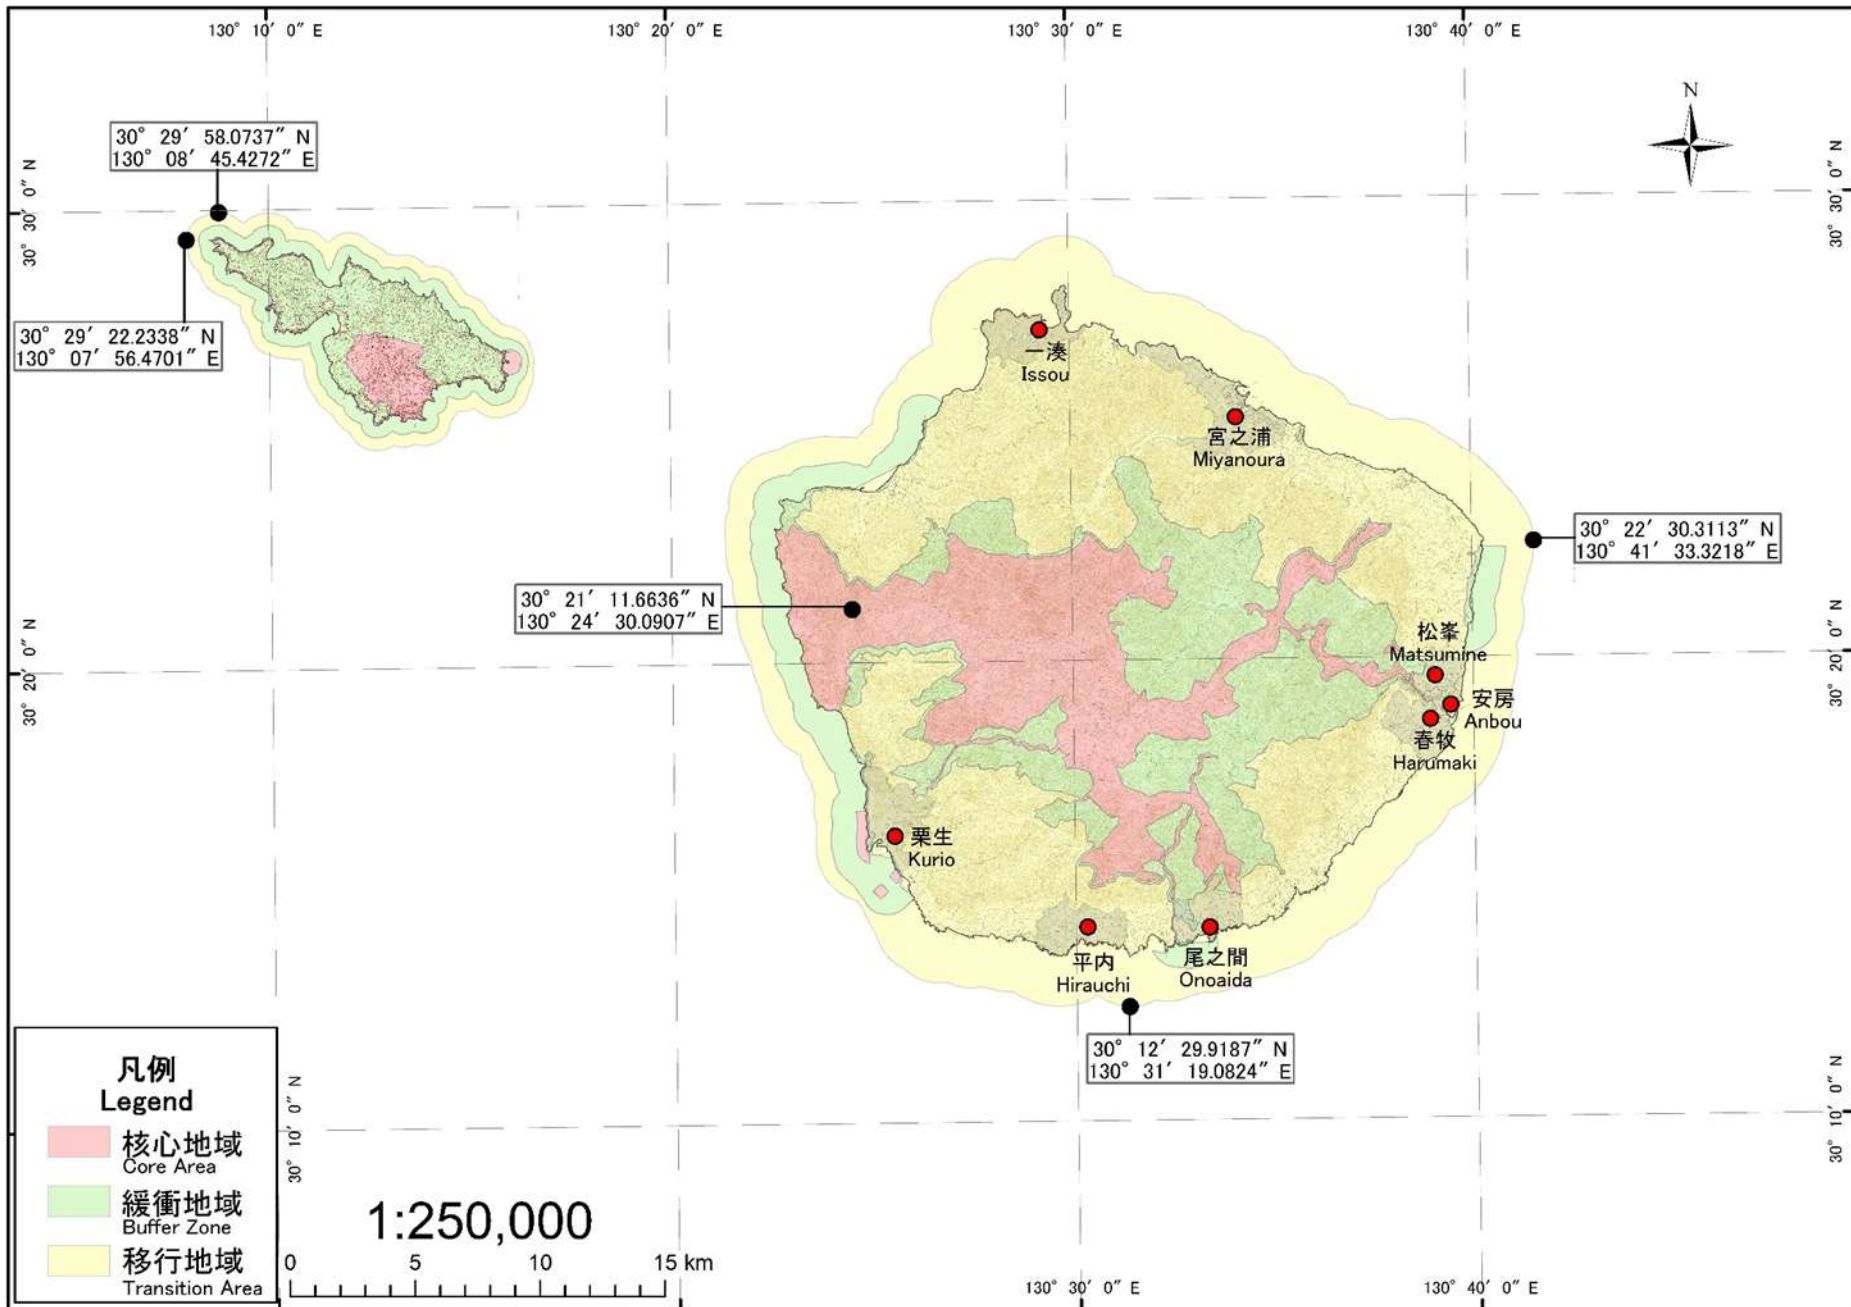 130° 10′ 0″ E
130° 20′ 0″ E
130° 30′ 0″ E
130° 40′ 0″ E
N
30° 29′ 58.0737″ N
130° 08′ 45.4272″ E
30° 30′ 0″ N
30° 30′ 0″ N
30° 29′ 22.2338″ N
130° 07′ 56.4701″ E
一湊
Issou
宮之浦
Miyanoura
30° 22′ 30.3113″ N
130° 41′ 33.3218″ E
30° 21′ 11.6636″ N
130° 24′ 30.0907″ E
30° 20′ 0″ N
30° 20′ 0″ N
松峯
Matsumine
安房
Anbou
春牧
Harumaki
栗生
Kurio
平内
Hirauchi
尾之間
Onoaida
30° 12′ 29.9187″ N
130° 31′ 19.0824″ E
30° 10′ 0″ N
30° 10′ 0″ N
凡例
Legend
核心地域
Core Area
緩衝地域
Buffer Zone
移行地域
Transition Area
1:250,000
0 5 10 15 km
130° 30′ 0″ E
130° 40′ 0″ E